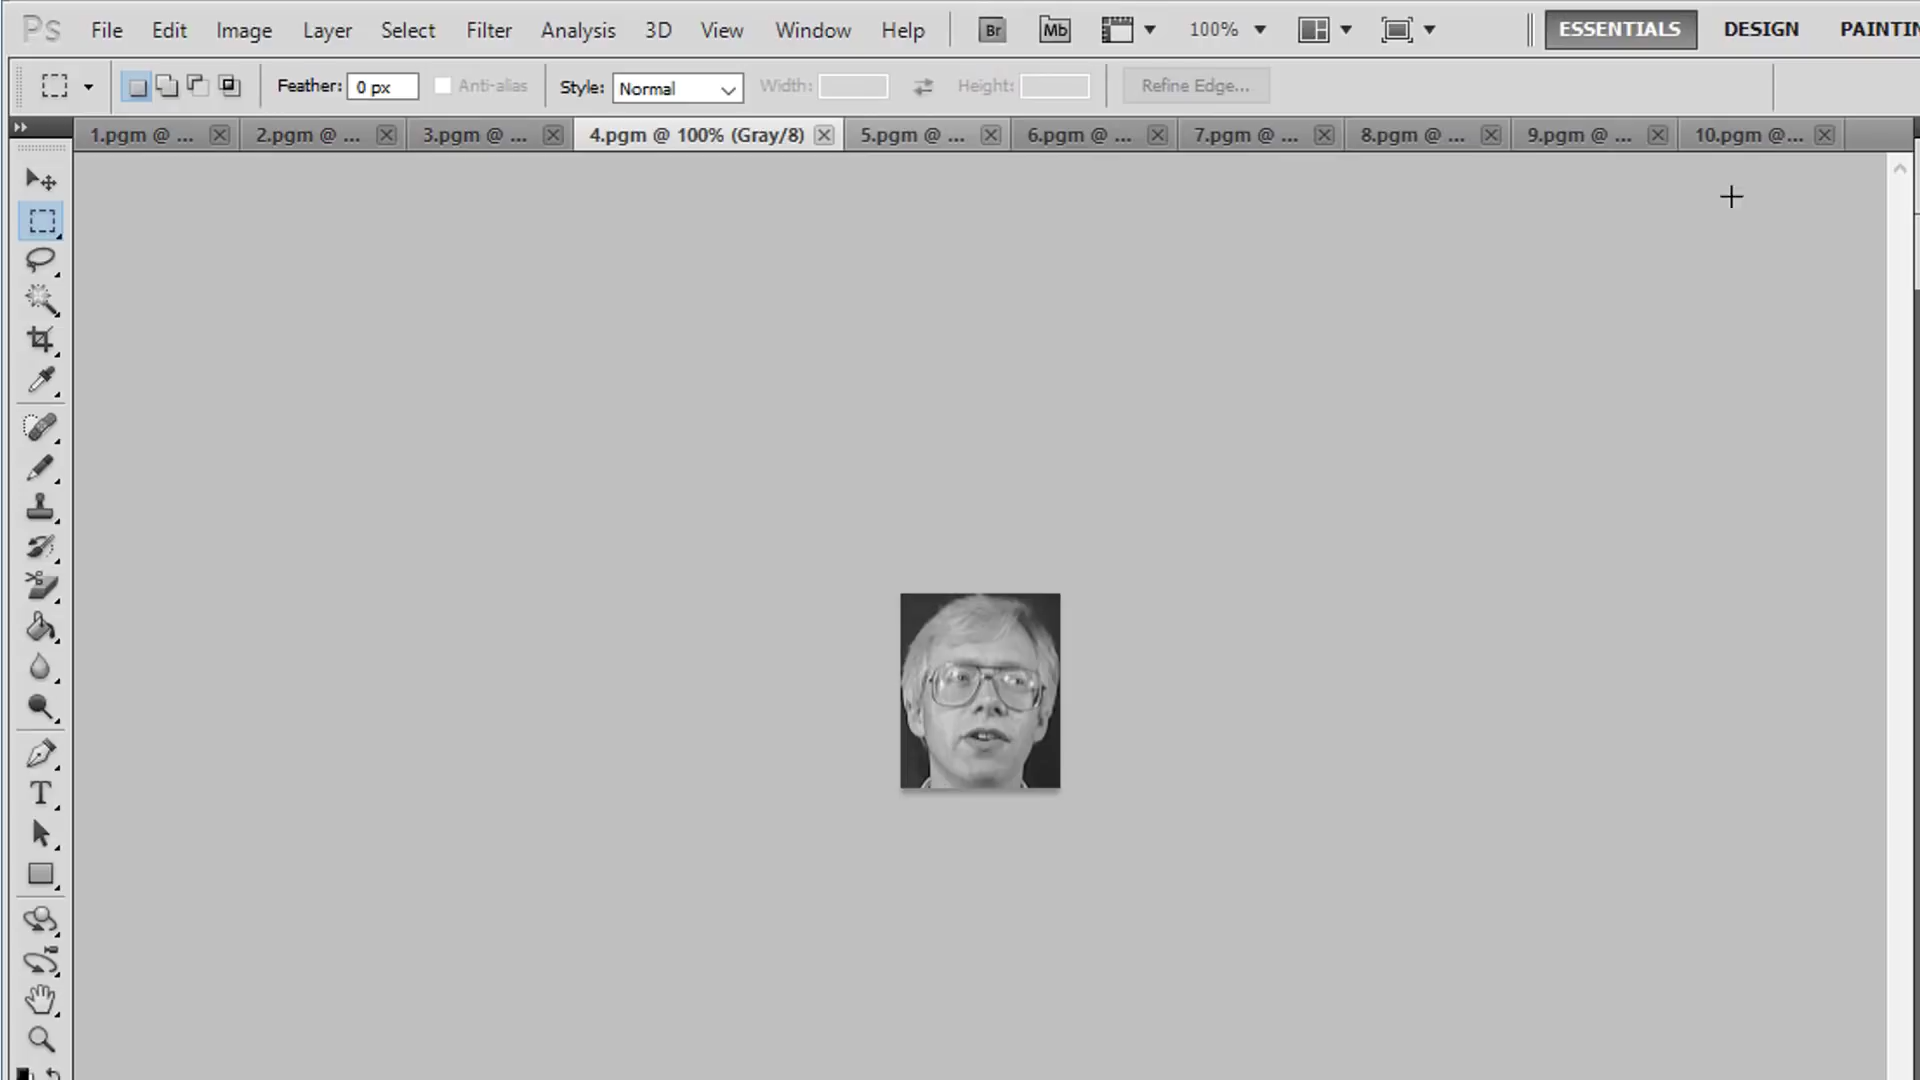 Ps File Edit Image Layer Select Filter Analysis 3D View Window Help Br Mb 100% ESSENTIALS DESIGN PAINTIN
Feather: 0 px Anti-alias Style: Normal Width: Height: Refine Edge...
1.pgm @ ... 2.pgm @ ... 3.pgm @ ... 4.pgm @ 100% (Gray/8) 5.pgm @ ... 6.pgm @ ... 7.pgm @ ... 8.pgm @ ... 9.pgm @ ... 10.pgm @...
T